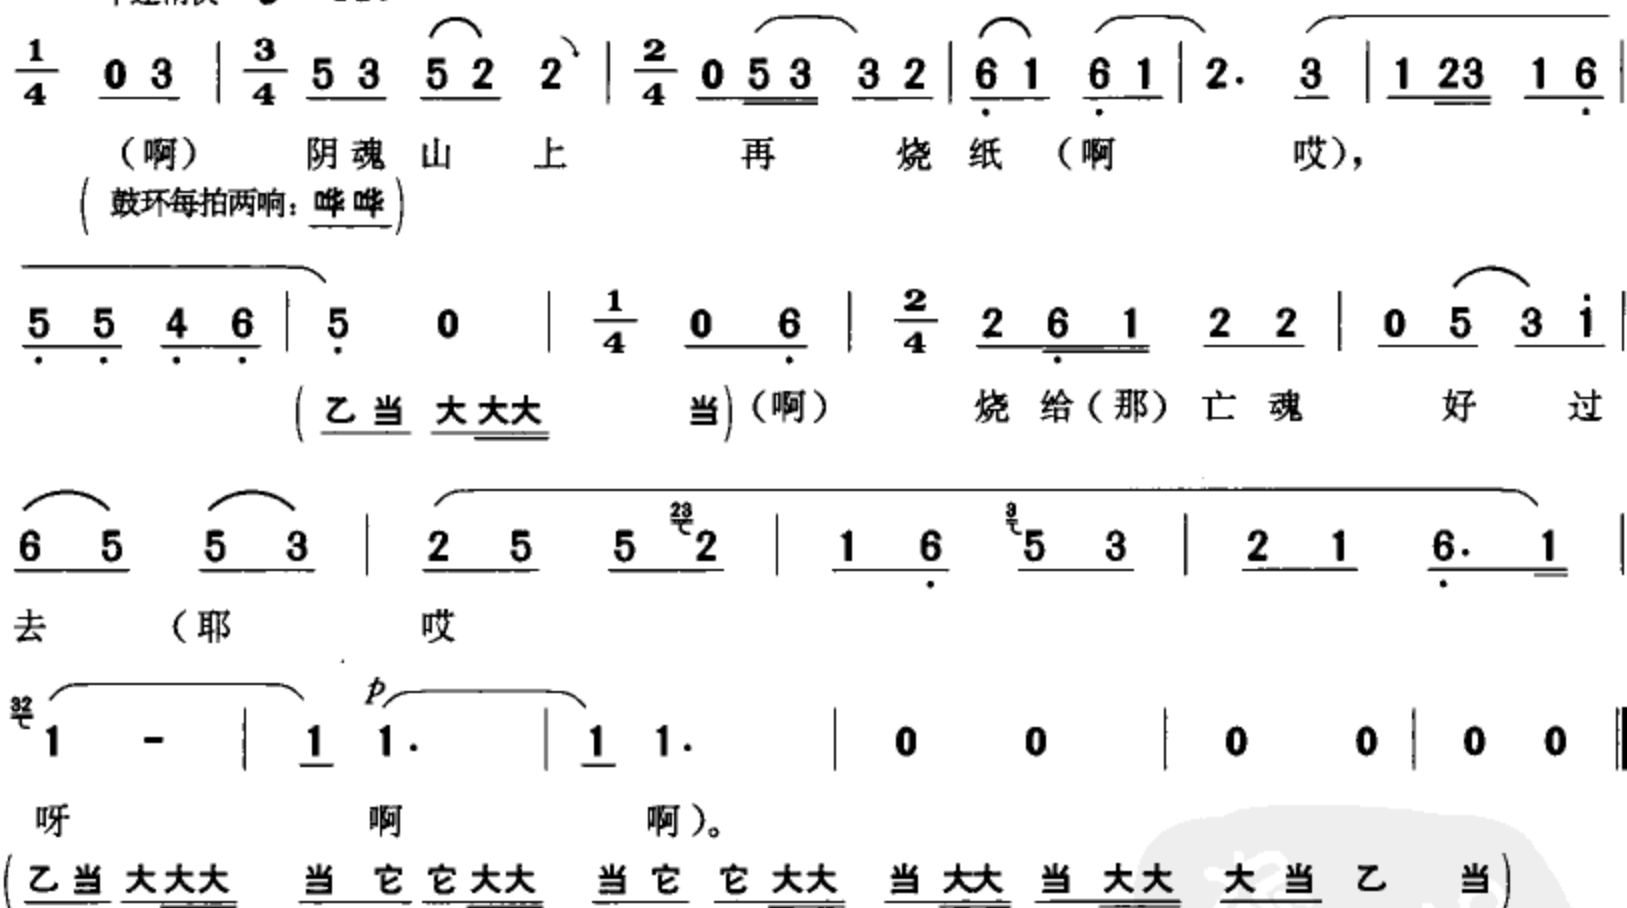 1/4 0 3 | 3/4 5 3 5 2 2 | 2/4 0 5 3 3 2 | 6 1 6 1 | 2. 3 | 1 23 1 6 |
(啊) 阴魂山上 再烧纸(啊 哎),
(鼓环每拍两响:哗哗)
5 5 4 6 | 5 0 | 1/4 0 6 | 2/4 2 6 1 2 2 | 0 5 3 i |
(乙当大大大 当)(啊) 烧给(那)亡魂 好过
6 5 5 3 | 2 5 5 23 2 | 1 6 3 5 3 | 2 1 6. 1 |
去 (耶 哎
p
32 1 - | 1 1. | 1 1. | 0 0 | 0 0 | 0 0
呀 啊 啊)。
(乙当大大大 当它它大大 当它它大大 当大大当大大 大当乙当)